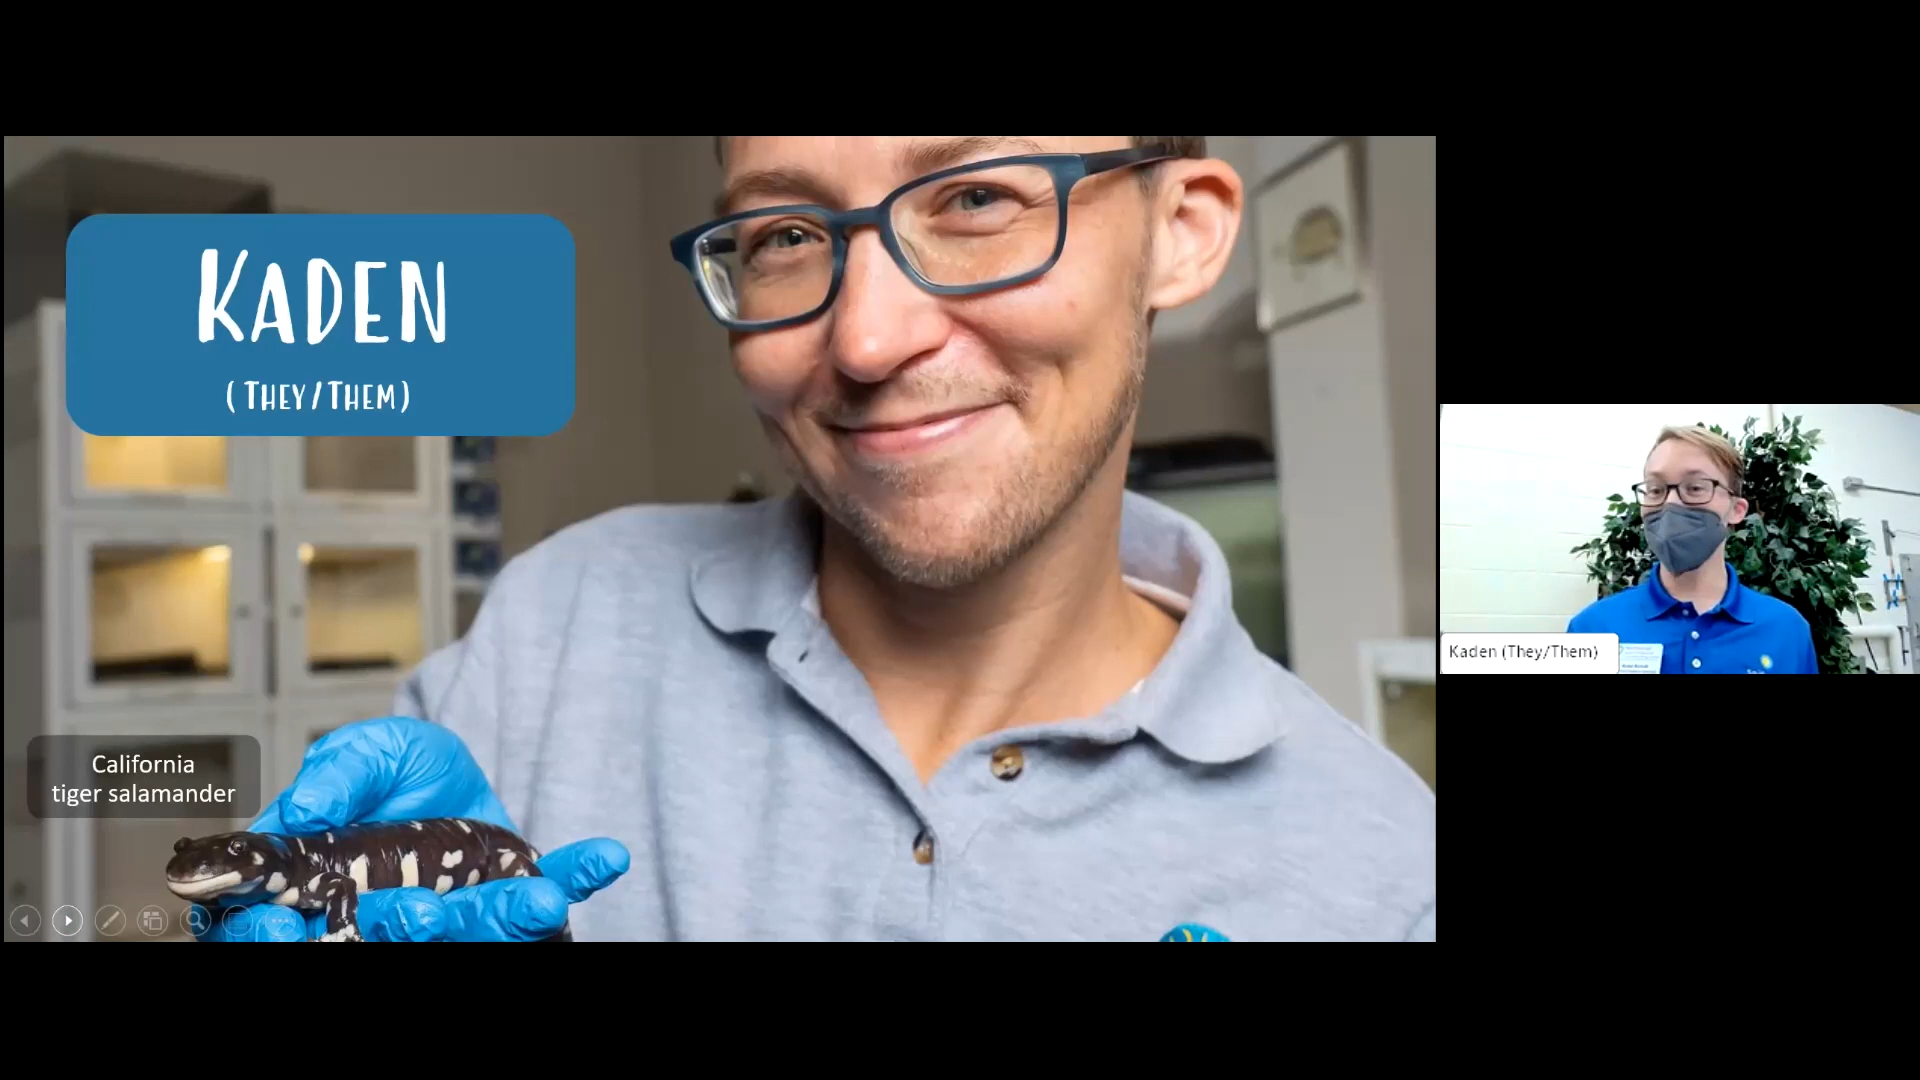 KADEN
(THEY/THEM)
California
tiger salamander
Kaden (They/Them)